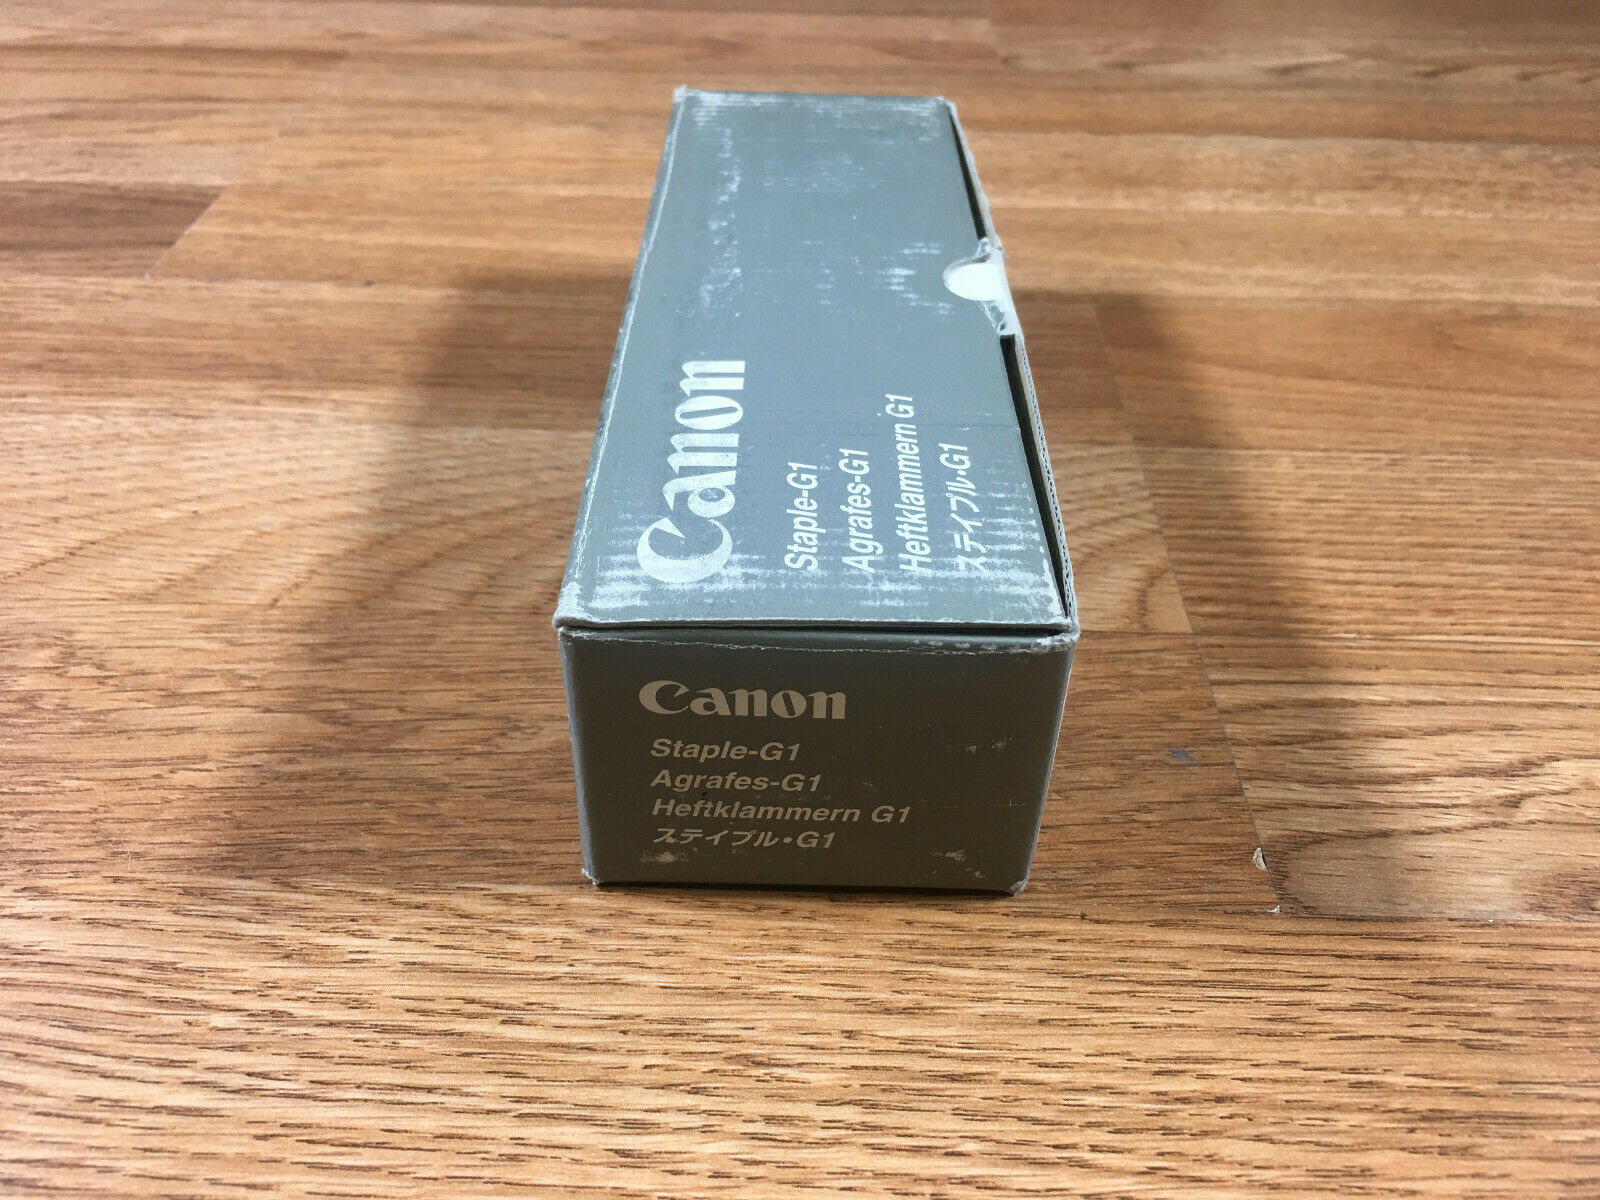 Canon
Staple-G1
Agrafes-G1
Heftklammern G1
ステイプル・G1
Canon
Staple-G1
Agrafes-G1
Heftklammern G1
ステイプル・G1